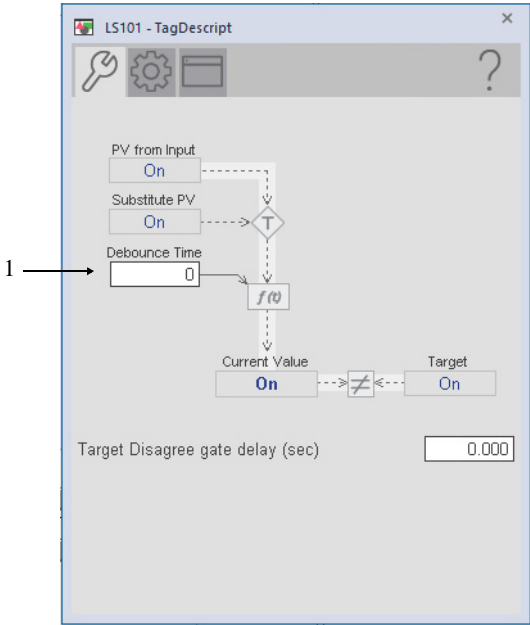 LS101 - TagDescript
?
PV from Input
On
Substitute PV
On
T
Debounce Time
1
0
f(t)
Current Value
On
≠
Target
On
Target Disagree gate delay (sec)
0.000